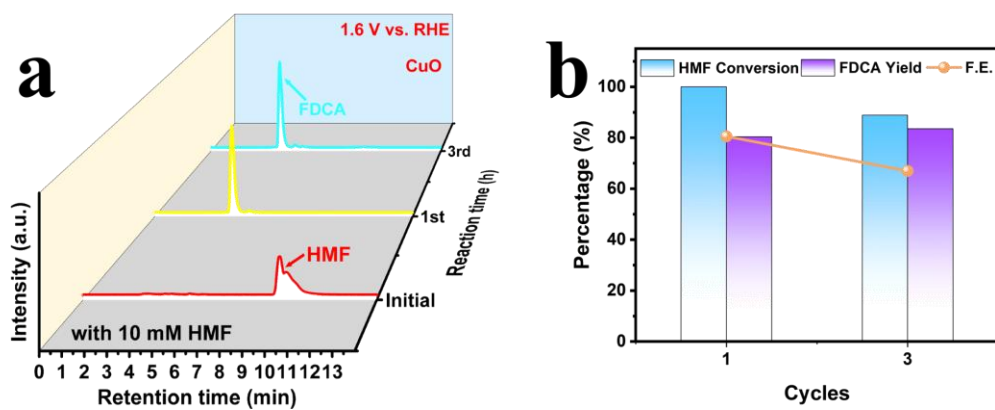 a
1.6 V vs. RHE
CuO
FDCA
3rd
1st
Initial
Reaction time (h)
HMF
Intensity (a.u.)
with 10 mM HMF
0 1 2 3 4 5 6 7 8 9 10 11 12 13
Retention time (min)
b
HMF Conversion FDCA Yield F.E.
100
80
60
40
20
0
Percentage (%)
1 3
Cycles